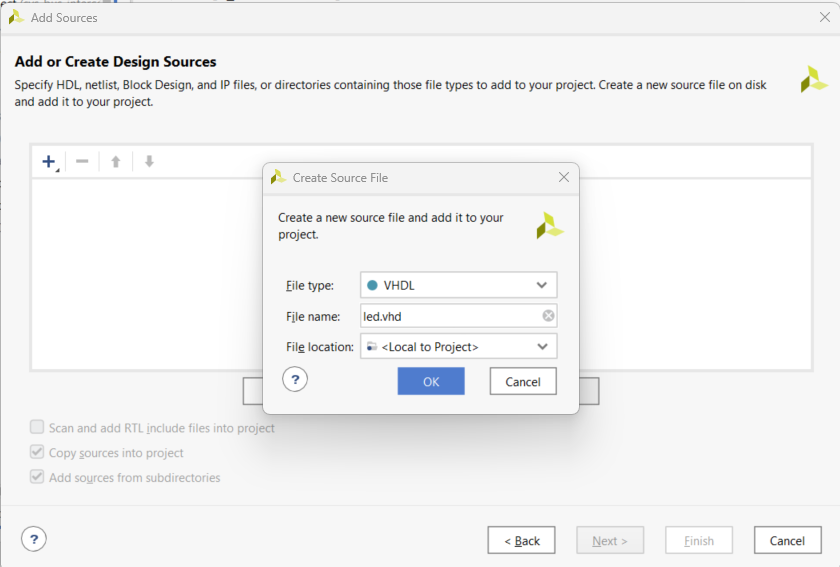 Add Sources
Add or Create Design Sources
Specify HDL, netlist, Block Design, and IP files, or directories containing those file types to add to your project. Create a new source file on disk
and add it to your project.
Create Source File
Create a new source file and add it to your
project.
File type: VHDL
File name: led.vhd
File location: <Local to Project>
? OK Cancel
Scan and add RTL include files into project
Copy sources into project
Add sources from subdirectories
? < Back Next > Finish Cancel